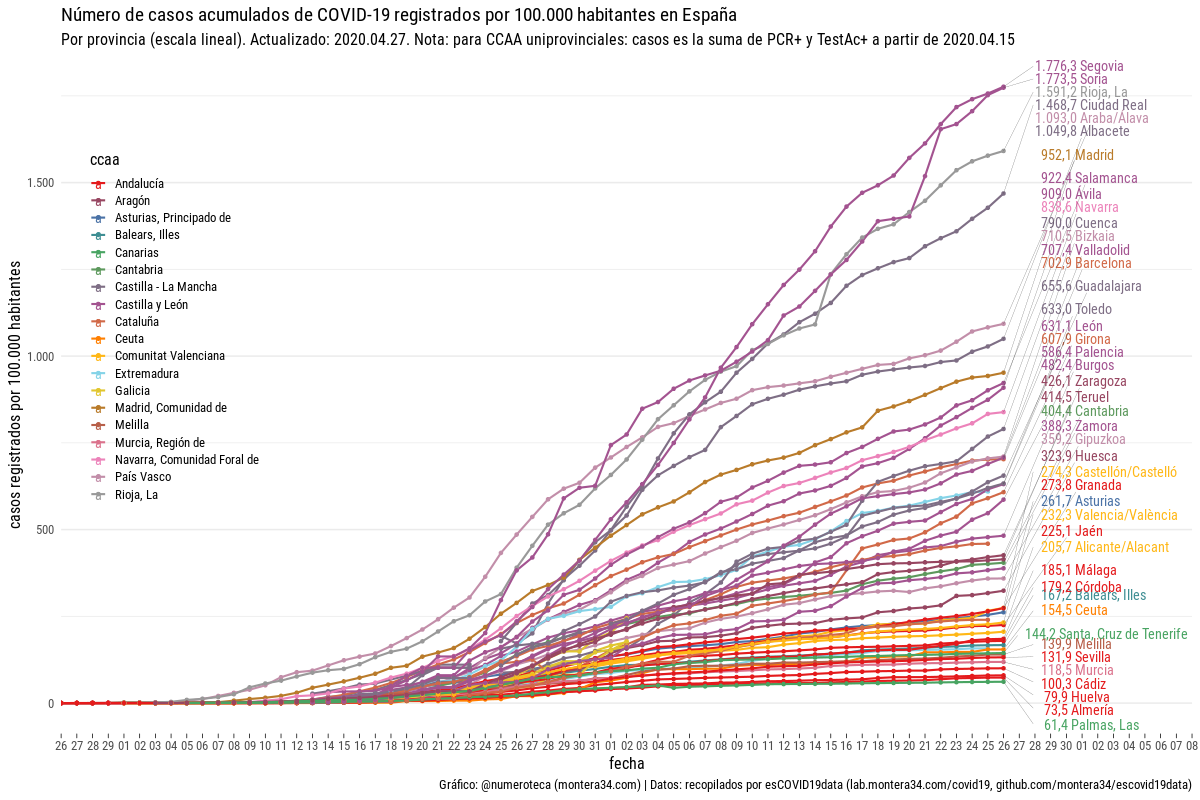 Número de casos acumulados de COVID-19 registrados por 100.000 habitantes en España
Por provincia (escala lineal). Actualizado: 2020.04.27. Nota: para CCAA uniprovinciales: casos es la suma de PCR+ y TestAc+ a partir de 2020.04.15
casos registrados por 100.000 habitantes
1.500
1.000
500
0
ccaa
Andalucía
Aragón
Asturias, Principado de
Balears, Illes
Canarias
Cantabria
Castilla - La Mancha
Castilla y León
Cataluña
Ceuta
Comunitat Valenciana
Extremadura
Galicia
Madrid, Comunidad de
Melilla
Murcia, Región de
Navarra, Comunidad Foral de
País Vasco
Rioja, La
1.776,3 Segovia
1.773,5 Soria
1.591,2 Rioja, La
1.468,7 Ciudad Real
1.093,0 Araba/Álava
1.049,8 Albacete
952,1 Madrid
922,4 Salamanca
909,0 Ávila
838,6 Navarra
790,0 Cuenca
710,5 Bizkaia
707,4 Valladolid
702,9 Barcelona
655,6 Guadalajara
633,0 Toledo
631,1 León
607,9 Girona
586,4 Palencia
482,4 Burgos
426,1 Zaragoza
414,5 Teruel
404,4 Cantabria
388,3 Zamora
359,2 Gipuzkoa
323,9 Huesca
274,3 Castellón/Castelló
273,8 Granada
261,7 Asturias
232,3 Valencia/València
225,1 Jaén
205,7 Alicante/Alacant
185,1 Málaga
179,2 Córdoba
167,2 Balears, Illes
154,5 Ceuta
144,2 Santa, Cruz de Tenerife
139,9 Melilla
131,9 Sevilla
118,5 Murcia
100,3 Cádiz
79,9 Huelva
73,5 Almería
61,4 Palmas, Las
26 27 28 29 01 02 03 04 05 06 07 08 09 10 11 12 13 14 15 16 17 18 19 20 21 22 23 24 25 26 27 28 29 30 31 01 02 03 04 05 06 07 08 09 10 11 12 13 14 15 16 17 18 19 20 21 22 23 24 25 26 27 28 29 30 01 02 03 04 05 06 07 08
fecha
Gráfico: @numeroteca (montera34.com) | Datos: recopilados por esCOVID19data (lab.montera34.com/covid19, github.com/montera34/escovid19data)